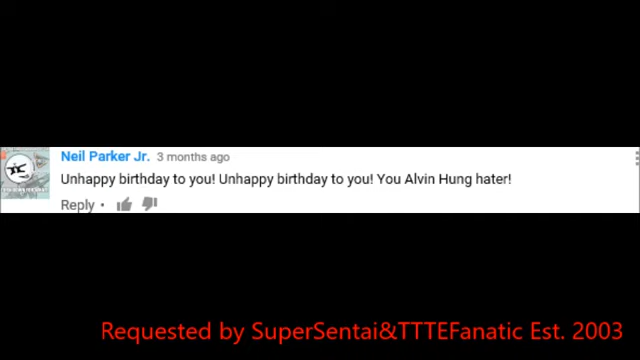 Neil Parker Jr. 3 months ago
Unhappy birthday to you! Unhappy birthday to you! You Alvin Hung hater!
Reply •
Requested by SuperSentai&TTTEFanatic Est. 2003